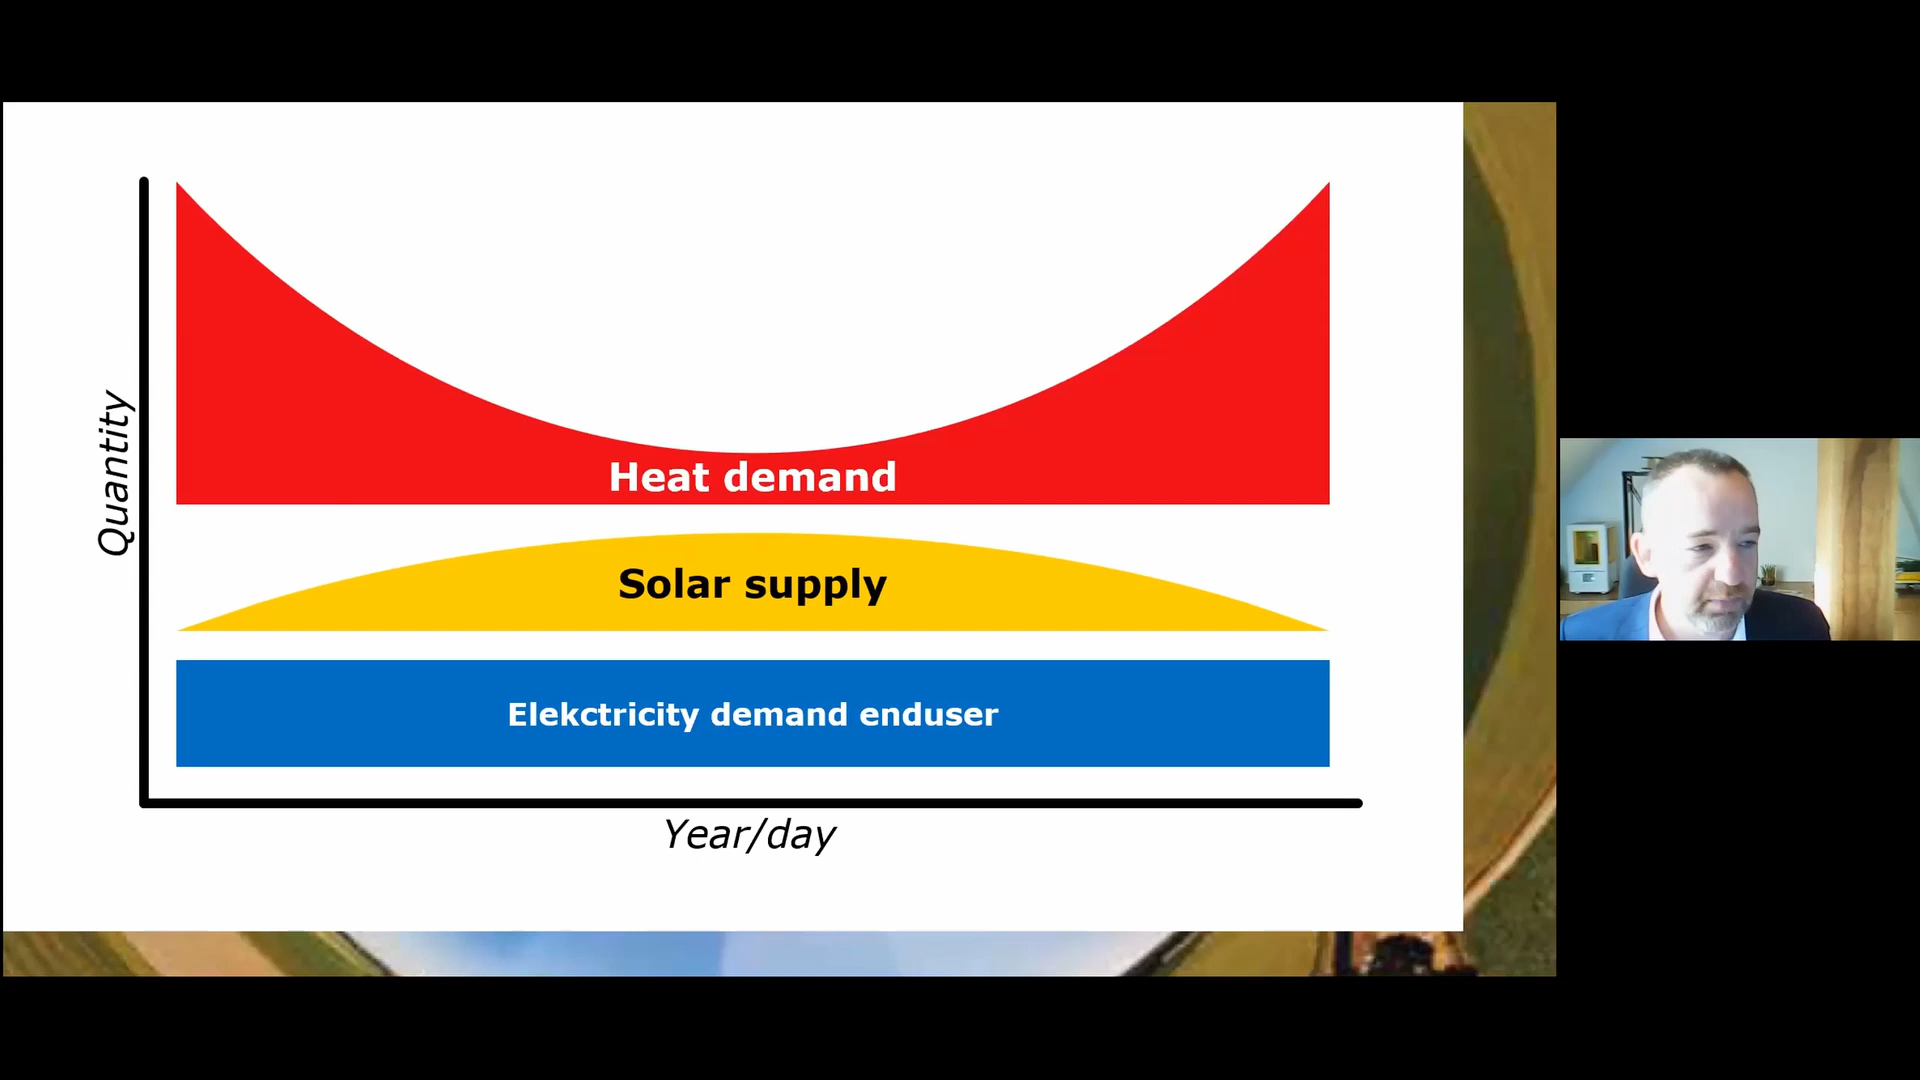 Quantity
Heat demand
Solar supply
Elekctricity demand enduser
Year/day